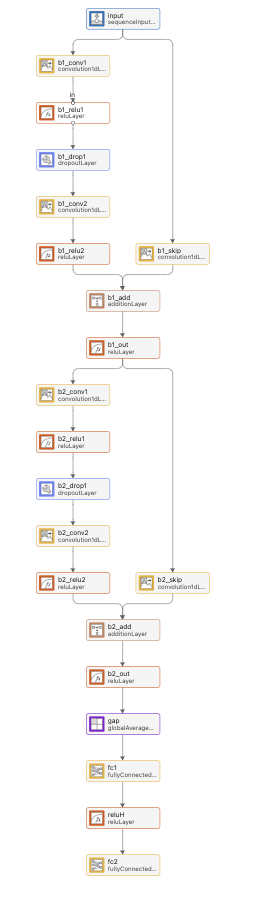 input
sequenceInput...
b1_conv1
convolution1dL...
in
b1_relu1
reluLayer
b1_drop1
dropoutLayer
b1_conv2
convolution1dL...
b1_relu2
reluLayer
b1_skip
convolution1dL...
b1_add
additionLayer
b1_out
reluLayer
b2_conv1
convolution1dL...
b2_relu1
reluLayer
b2_drop1
dropoutLayer
b2_conv2
convolution1dL...
b2_relu2
reluLayer
b2_skip
convolution1dL...
b2_add
additionLayer
b2_out
reluLayer
gap
globalAverage...
fc1
fullyConnected...
reluH
reluLayer
fc2
fullyConnected...